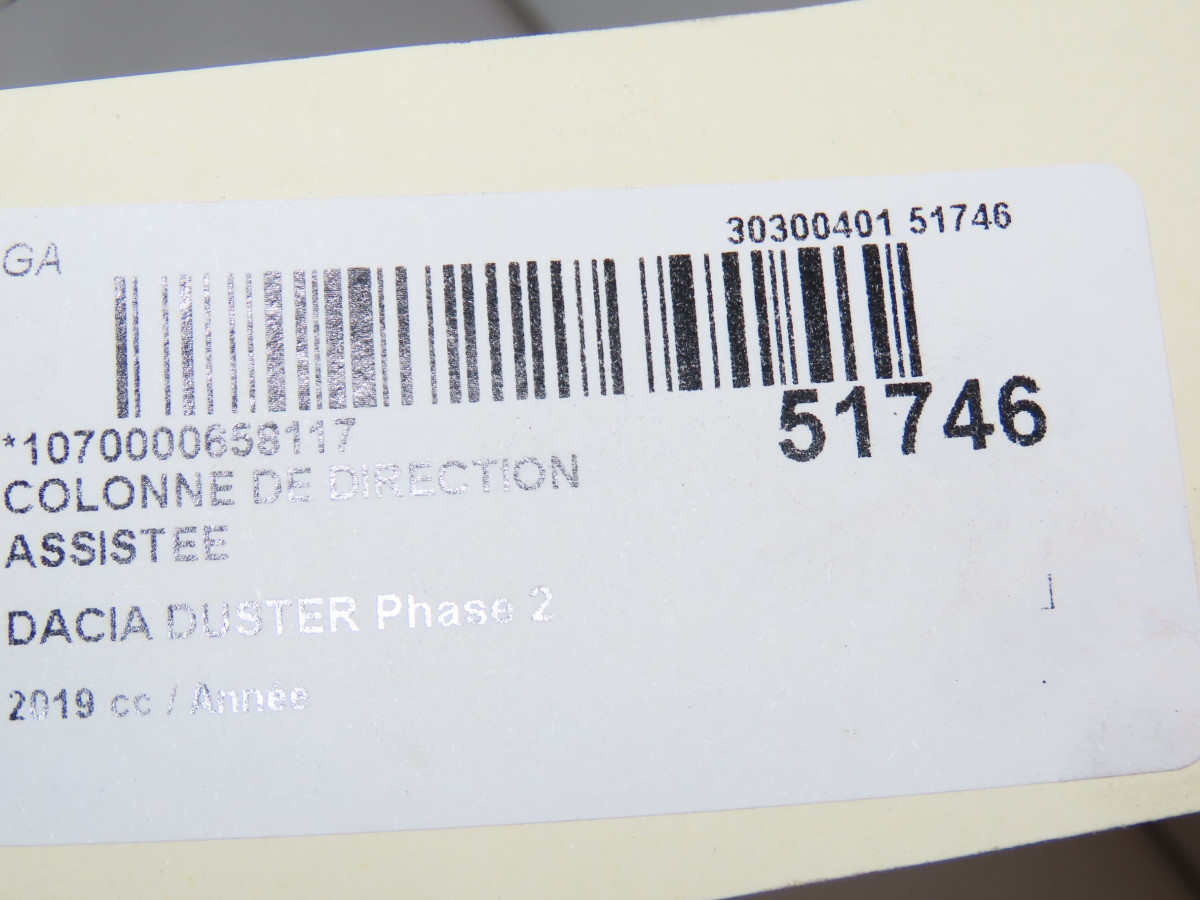 30300401 51746
GA
51746
*1070000658117
COLONNE DE DIRECTION
ASSISTEE
DACIA DUSTER Phase 2
2019 cc / Année